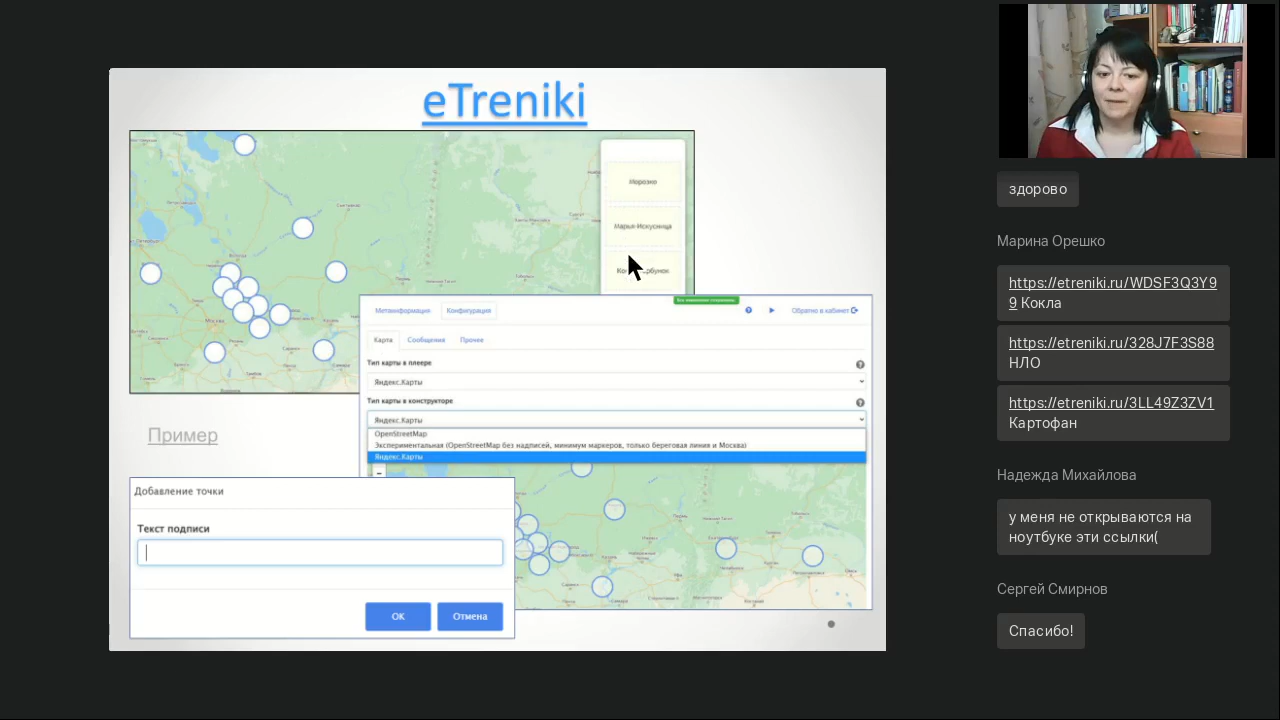 eTreniki
Морозко
Марья-Искусница
Метаинформация
Конфигурация
Обратно в кабинет
Карта
Сообщения
Прочее
Тип карты в плеере
Яндекс.Карты
Тип карты в конструкторе
Яндекс.Карты
OpenStreetMap
Экспериментальная (OpenStreetMap без надписей, минимум маркеров, только береговая линия и Москва)
Яндекс.Карты
Пример
Добавление точки
Текст подписи
ОК
Отмена
здорово
Марина Орешко
https://etreniki.ru/WDSF3Q3Y9
9 Кокла
https://etreniki.ru/328J7F3S88
НЛО
https://etreniki.ru/3LL49Z3ZV1
Картофан
Надежда Михайлова
у меня не открываются на
ноутбуке эти ссылки(
Сергей Смирнов
Спасибо!